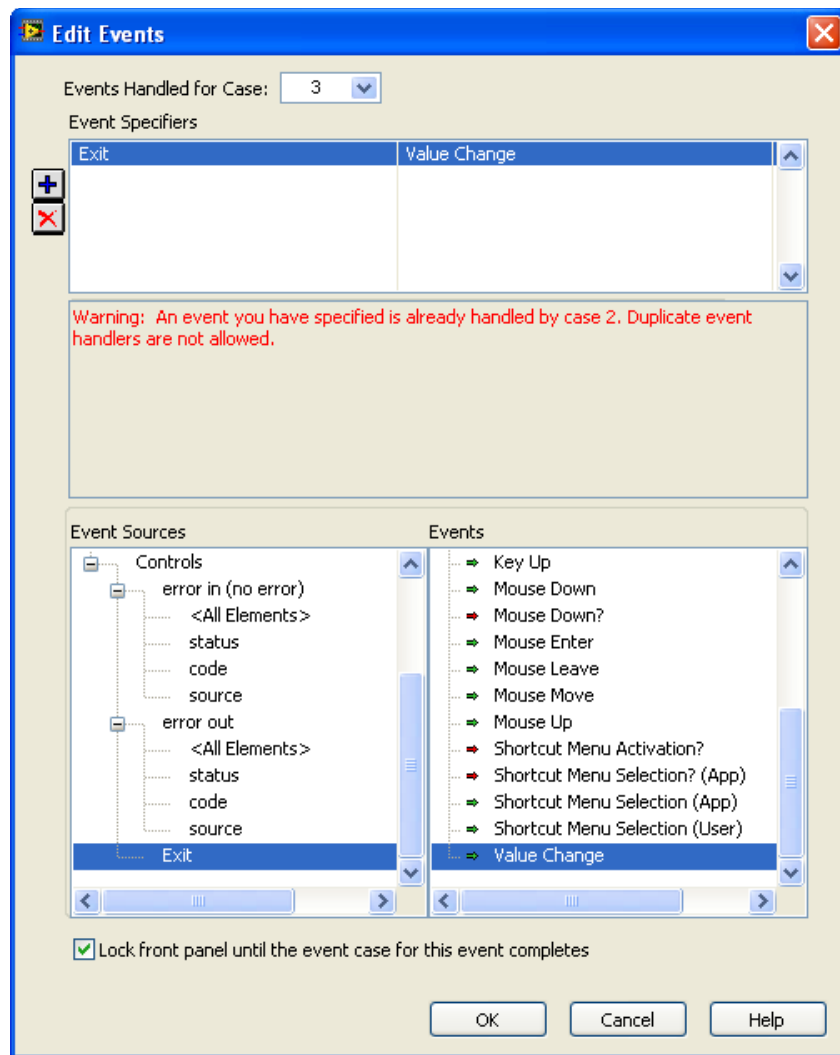 Edit Events
Events Handled for Case: 3
Event Specifiers
Exit Value Change
Warning: An event you have specified is already handled by case 2. Duplicate event
handlers are not allowed.
Event Sources Events
Controls Key Up
error in (no error) Mouse Down
<All Elements> Mouse Down?
status Mouse Enter
code Mouse Leave
source Mouse Move
error out Mouse Up
<All Elements> Shortcut Menu Activation?
status Shortcut Menu Selection? (App)
code Shortcut Menu Selection (App)
source Shortcut Menu Selection (User)
Exit Value Change
Lock front panel until the event case for this event completes
OK Cancel Help